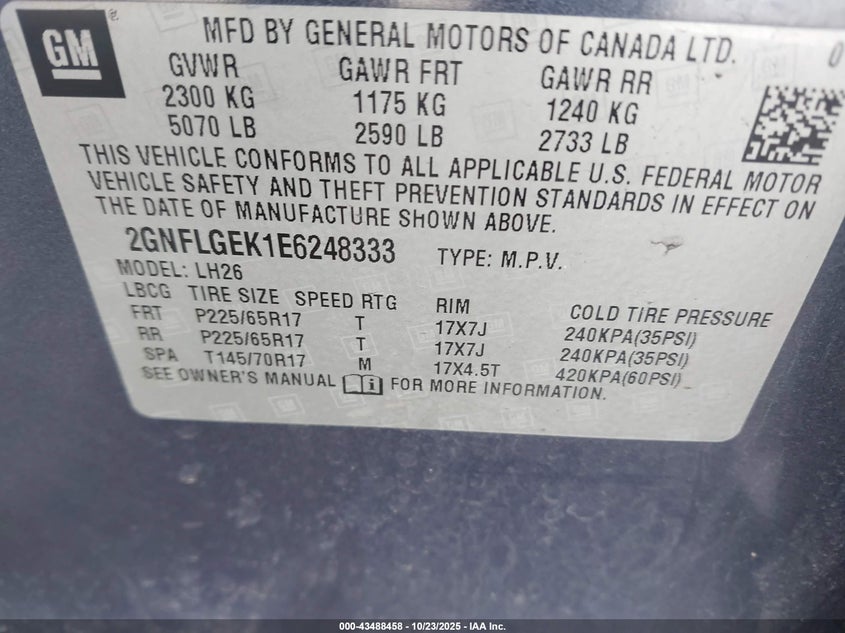 GM
MFD BY GENERAL MOTORS OF CANADA LTD.
0
GVWR GAWR FRT GAWR RR
2300 KG 1175 KG 1240 KG
5070 LB 2590 LB 2733 LB
THIS VEHICLE CONFORMS TO ALL APPLICABLE U.S. FEDERAL MOTOR
VEHICLE SAFETY AND THEFT PREVENTION STANDARDS IN EFFECT ON
THE DATE OF MANUFACTURE SHOWN ABOVE.
2GNFLGEK1E6248333 TYPE: M.P.V.
MODEL: LH26
LBCG TIRE SIZE SPEED RTG RIM COLD TIRE PRESSURE
FRT P225/65R17 T 17X7J 240KPA(35PSI)
RR P225/65R17 T 17X7J 240KPA(35PSI)
SPA T145/70R17 M 17X4.5T 420KPA(60PSI)
SEE OWNER'S MANUAL FOR MORE INFORMATION.
000-43488458 - 10/23/2025 - IAA Inc.